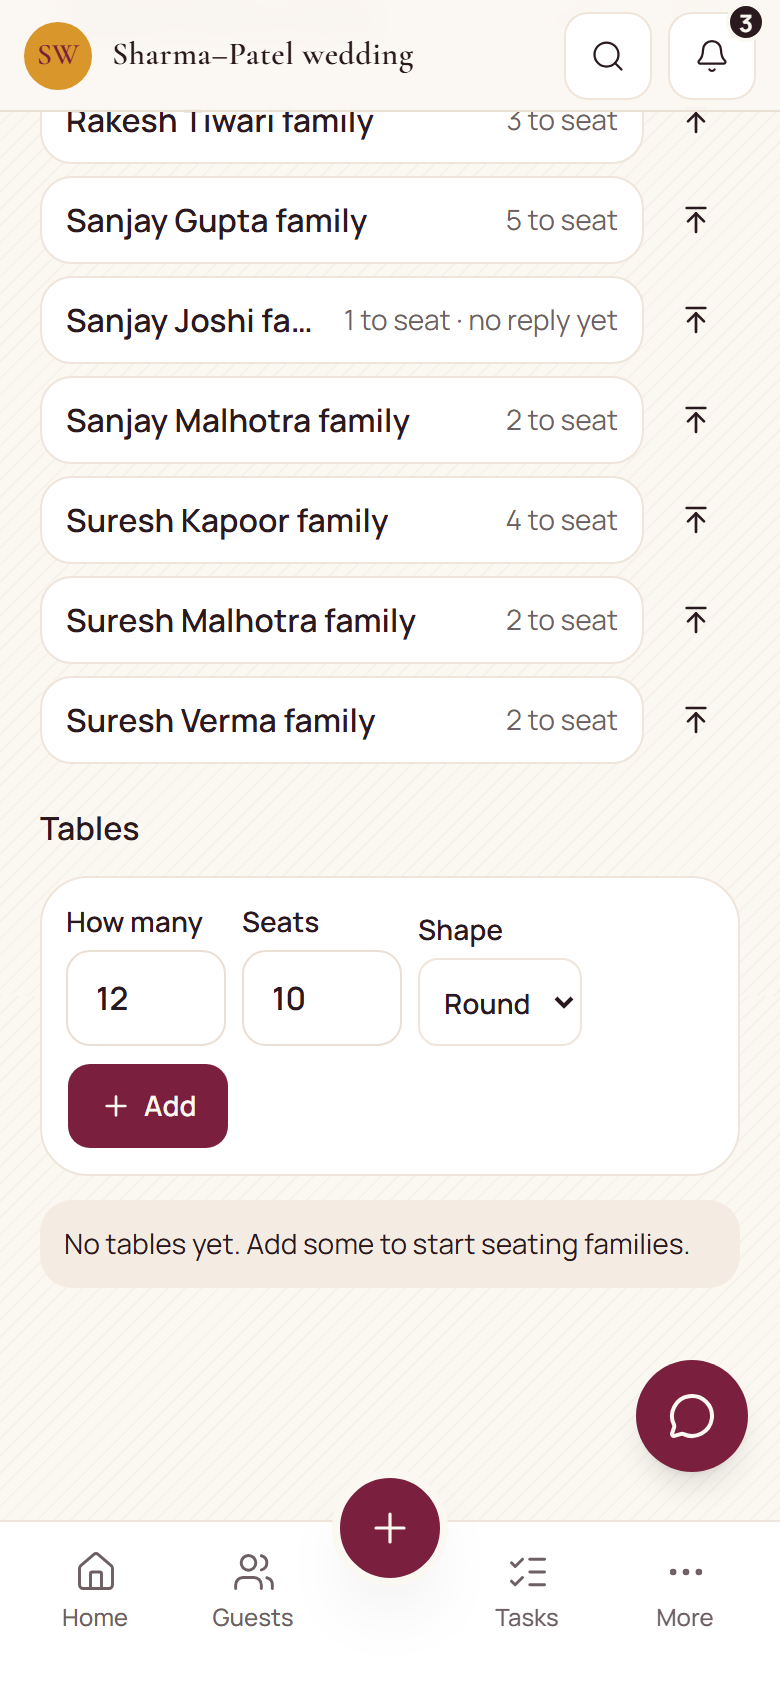 SW Sharma–Patel wedding 3
Rakesh Tiwari family 3 to seat
Sanjay Gupta family 5 to seat
Sanjay Joshi fa... 1 to seat · no reply yet
Sanjay Malhotra family 2 to seat
Suresh Kapoor family 4 to seat
Suresh Malhotra family 2 to seat
Suresh Verma family 2 to seat
Tables
How many Seats Shape
12 10 Round
+ Add
No tables yet. Add some to start seating families.
Home Guests Tasks More